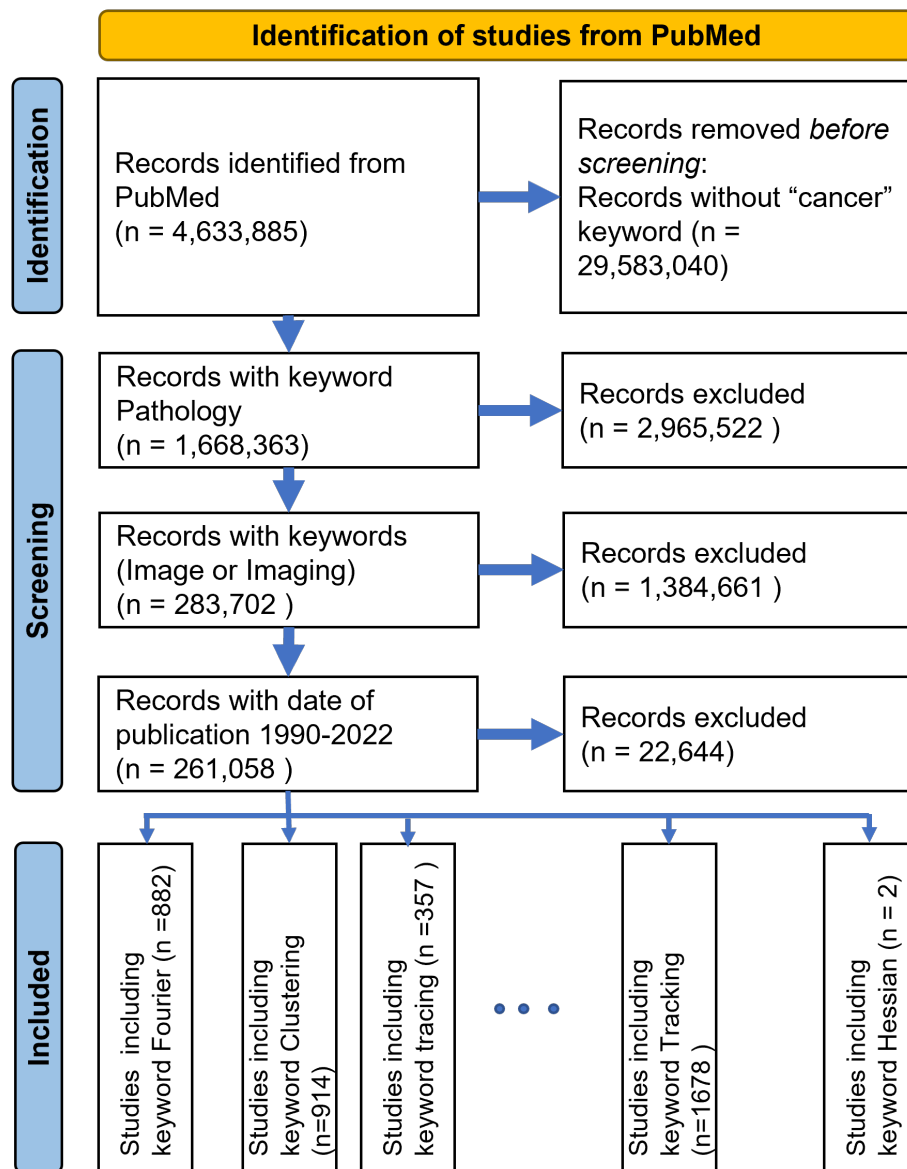 Identification of studies from PubMed
Identification
Records identified from
PubMed
(n = 4,633,885)
Records removed before
screening:
Records without “cancer”
keyword (n =
29,583,040)
Screening
Records with keyword
Pathology
(n = 1,668,363)
Records excluded
(n = 2,965,522 )
Records with keywords
(Image or Imaging)
(n = 283,702 )
Records excluded
(n = 1,384,661 )
Records with date of
publication 1990-2022
(n = 261,058 )
Records excluded
(n = 22,644)
Included
Studies including
keyword Fourier (n =882)
Studies including
keyword Clustering
(n=914)
Studies including
keyword tracing (n =357 )
Studies including
keyword Tracking
(n=1678 )
Studies including
keyword Hessian (n = 2)